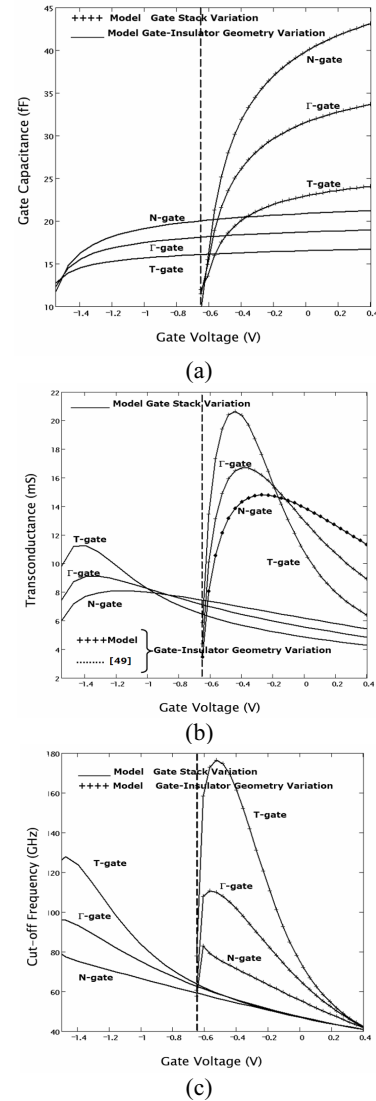 ++++ Model Gate Stack Variation
Model Gate-Insulator Geometry Variation
45
40
35
30
25
20
15
10
N-gate
Γ-gate
T-gate
N-gate
Γ-gate
T-gate
Gate Capacitance (fF)
−1.4 −1.2 −1 −0.8 −0.6 −0.4 −0.2 0 0.2 0.4
Gate Voltage (V)
(a)
Model Gate Stack Variation
22
20
18
16
14
12
10
8
6
4
2
Γ-gate
N-gate
T-gate
T-gate
Γ-gate
N-gate
++++Model
......... [49]
Gate-Insulator Geometry Variation
Transconductance (mS)
−1.4 −1.2 −1 −0.8 −0.6 −0.4 −0.2 0 0.2 0.4
Gate Voltage (V)
(b)
Model Gate Stack Variation
++++ Model Gate-Insulator Geometry Variation
180
160
140
120
100
80
60
40
T-gate
T-gate
Γ-gate
Γ-gate
N-gate
N-gate
Cut-off Frequency (GHz)
−1.4 −1.2 −1 −0.8 −0.6 −0.4 −0.2 0 0.2 0.4
Gate Voltage (V)
(c)